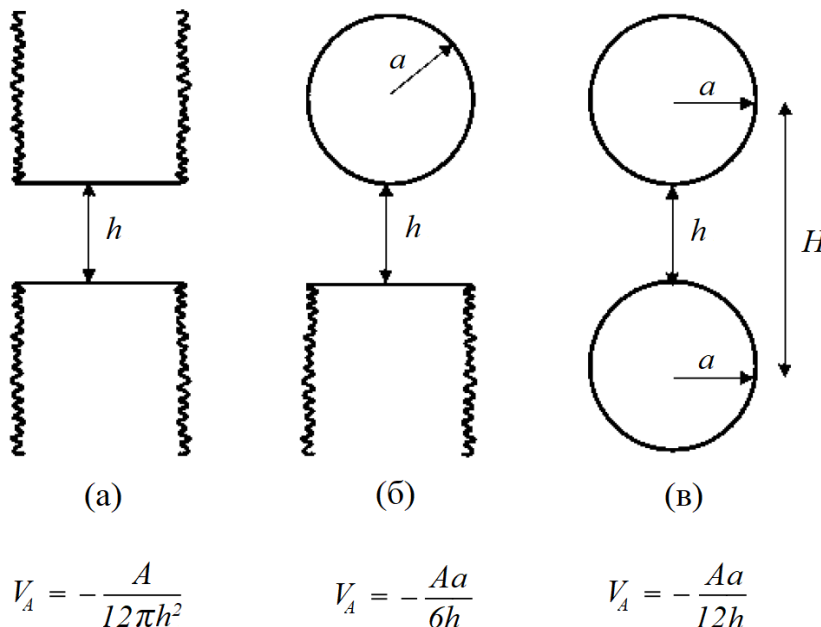 a
a
h
h
h
H
a
(а)
(б)
(в)
V_A = - A / 12πh²
V_A = - Aa / 6h
V_A = - Aa / 12h